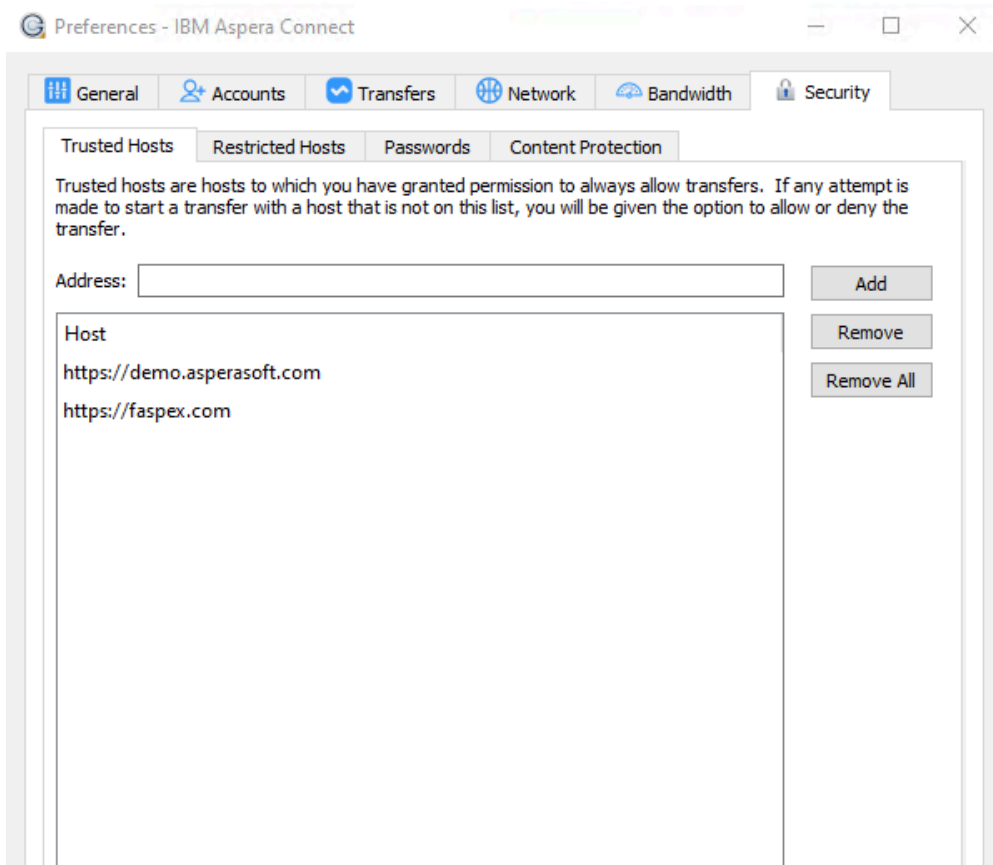 Preferences - IBM Aspera Connect
General Accounts Transfers Network Bandwidth Security
Trusted Hosts Restricted Hosts Passwords Content Protection
Trusted hosts are hosts to which you have granted permission to always allow transfers. If any attempt is
made to start a transfer with a host that is not on this list, you will be given the option to allow or deny the
transfer.
Address: Add
Host Remove
https://demo.asperasoft.com Remove All
https://faspex.com